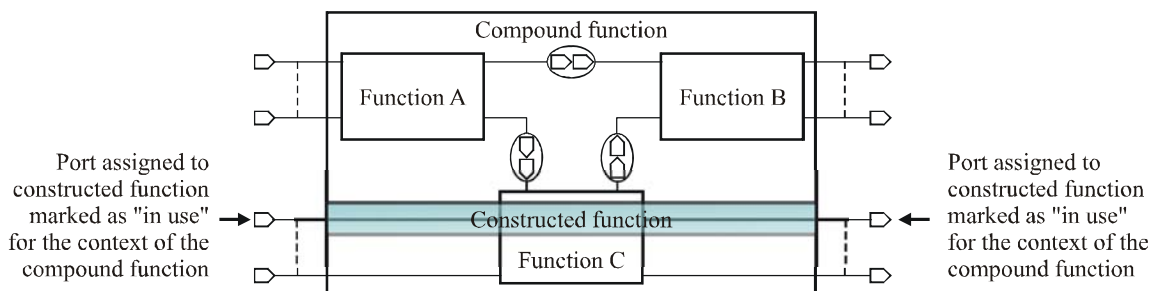 Compound function
Function A
Function B
Port assigned to
constructed function
marked as "in use"
for the context of the
compound function
Constructed function
Function C
Port assigned to
constructed function
marked as "in use"
for the context of the
compound function